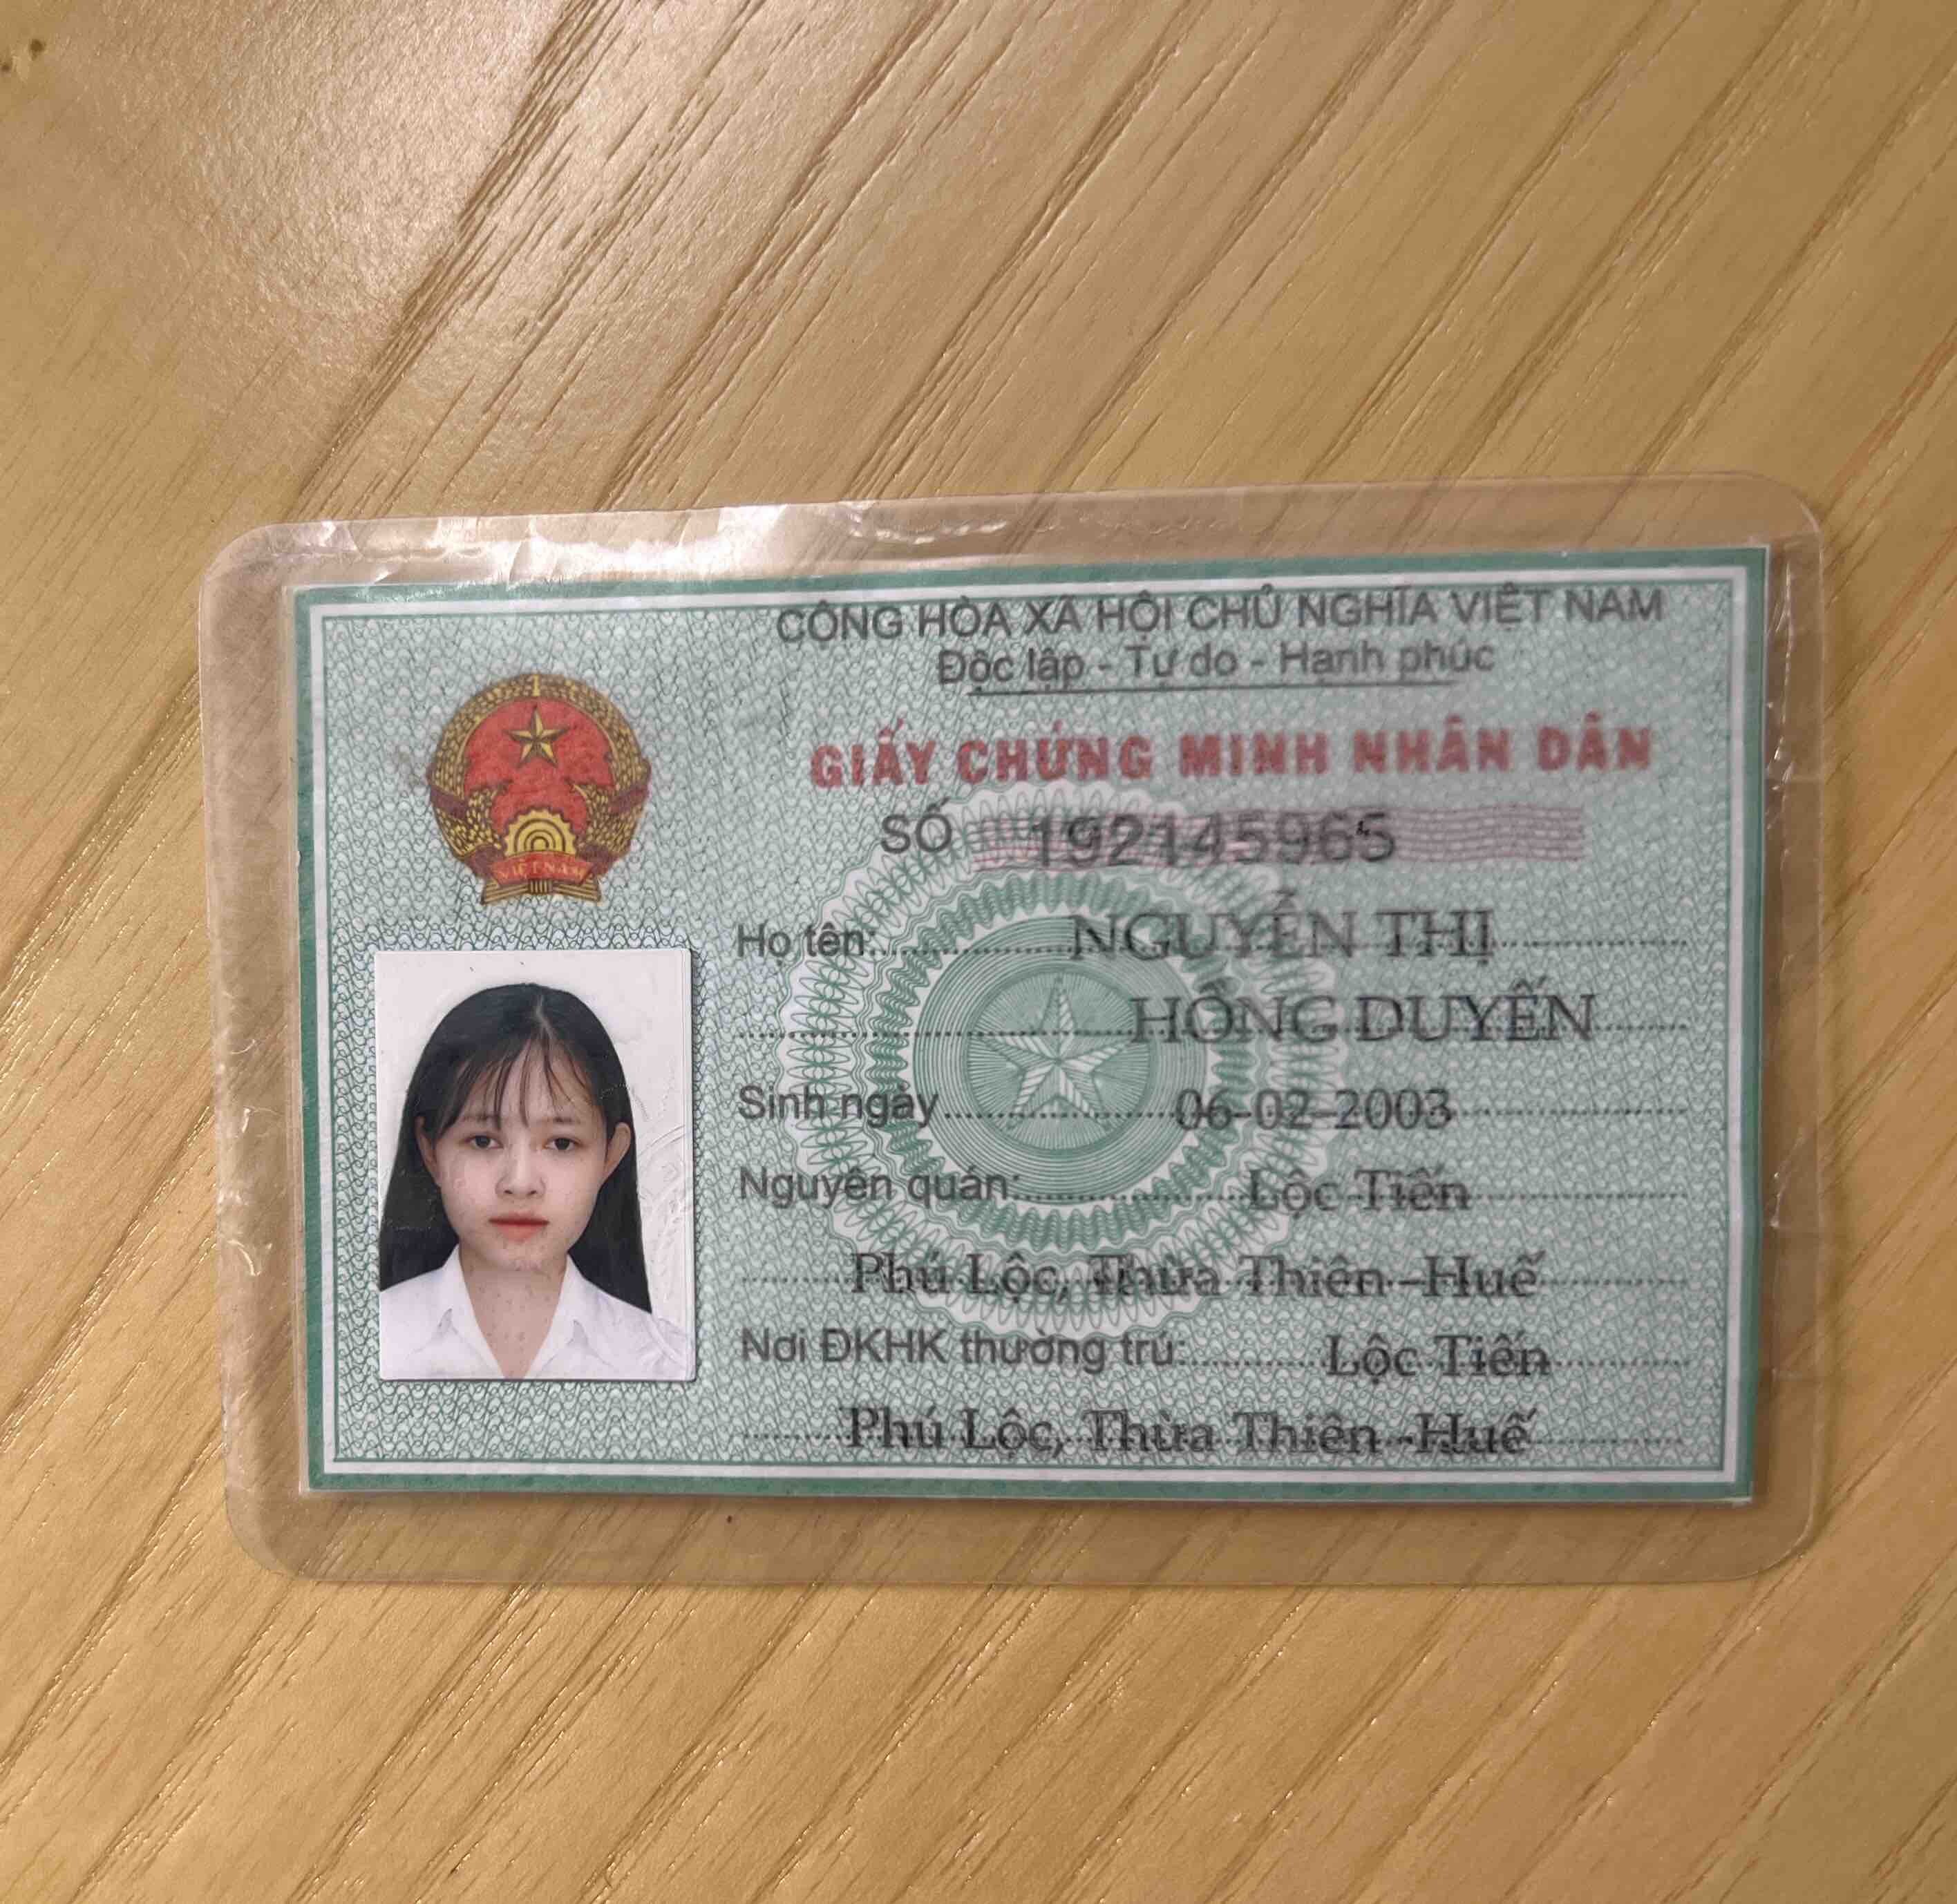 CỘNG HÒA XÃ HỘI CHỦ NGHĨA VIỆT NAM
Độc lập - Tự do - Hạnh phúc
GIẤY CHỨNG MINH NHÂN DÂN
SỐ 192145965
VIỆT NAM
Họ tên: NGUYỄN THỊ
HỒNG DUYẾN
Sinh ngày 06-02-2003
Nguyên quán: Lộc Tiến
Phú Lộc, Thừa Thiên-Huế
Nơi ĐKHK thường trú: Lộc Tiến
Phú Lộc, Thừa Thiên-Huế